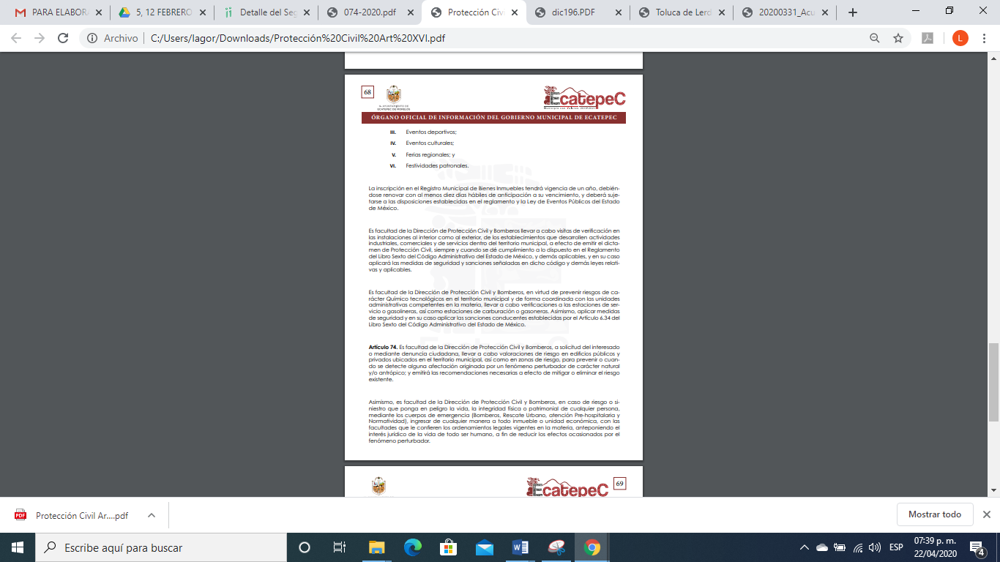 PARA ELABOR
5, 12 FEBRERO
Detalle del Seg
074-2020.pdf
Protección Civi
dic196.PDF
Toluca de Lerd
20200331_Acu
Archivo
C:/Users/lagor/Downloads/Protección%20Civil%20Art%20XVI.pdf
L
68
H. AYUNTAMIENTO DE
ECATEPEC DE MORELOS
EcatepeC
ÓRGANO OFICIAL DE INFORMACIÓN DEL GOBIERNO MUNICIPAL DE ECATEPEC
III. Eventos deportivos;
IV. Eventos culturales;
V. Ferias regionales; y
VI. Festividades patronales.
La inscripción en el Registro Municipal de Bienes Inmuebles tendrá vigencia de un año, debién-
dose renovar con al menos diez días hábiles de anticipación a su vencimiento, y deberá suje-
tarse a las disposiciones establecidas en el reglamento y la Ley de Eventos Públicos del Estado
de México.
Es facultad de la Dirección de Protección Civil y Bomberos llevar a cabo visitas de verificación en
las instalaciones al interior como al exterior, de los establecimientos que desarrollen actividades
industriales, comerciales y de servicios dentro del territorio municipal, a efecto de emitir el dicta-
men de Protección Civil, siempre y cuando se dé cumplimiento a lo dispuesto en el Reglamento
del Libro Sexto del Código Administrativo del Estado de México, y demás aplicables, y en su caso
aplicará las medidas de seguridad y sanciones señaladas en dicho código y demás leyes relati-
vas y aplicables.
Es facultad de la Dirección de Protección Civil y Bomberos, en virtud de prevenir riesgos de ca-
rácter Químico tecnológicos en el territorio municipal y de forma coordinada con las unidades
administrativas competentes en la materia, llevar a cabo verificaciones a las estaciones de ser-
vicio o gasolineras, así como estaciones de carburación o gasoneras. Asimismo, aplicar medidas
de seguridad y en su caso aplicar las sanciones conducentes establecidas por el Artículo 6.34 del
Libro Sexto del Código Administrativo del Estado de México.
Artículo 74. Es facultad de la Dirección de Protección Civil y Bomberos, a solicitud del interesado
o mediante denuncia ciudadana, llevar a cabo valoraciones de riesgo en edificios públicos y
privados ubicados en el territorio municipal, así como en zonas de riesgo, para prevenir o cuan-
do se detecte alguna afectación originada por un fenómeno perturbador de carácter natural
y/o antrópico; y emitirá las recomendaciones necesarias a efecto de mitigar o eliminar el riesgo
existente.
Asimismo, es facultad de la Dirección de Protección Civil y Bomberos, en caso de riesgo o si-
niestro que ponga en peligro la vida, la integridad física o patrimonial de cualquier persona,
mediante los cuerpos de emergencia (Bomberos, Rescate Urbano, atención Pre-hospitalaria y
Normatividad), ingresar de cualquier manera a todo inmueble o unidad económica, con las
facultades que le confieren los ordenamientos legales vigentes en la materia, anteponiendo el
interés jurídico de la vida de todo ser humano, a fin de reducir los efectos ocasionados por el
fenómeno perturbador.
EcatepeC
69
Protección Civil Ar....pdf
Mostrar todo
Escribe aquí para buscar
ESP
07:39 p. m.
22/04/2020
4